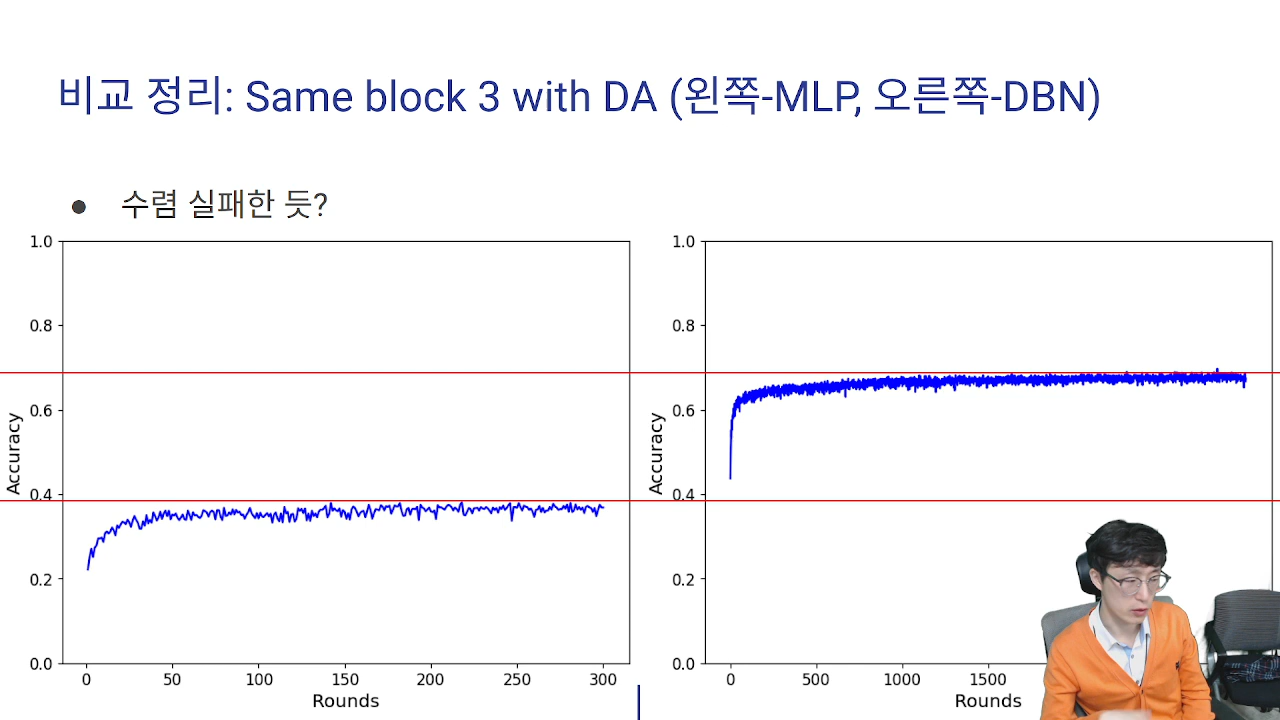 비교 정리: Same block 3 with DA (왼쪽-MLP, 오른쪽-DBN)
● 수렴 실패한 듯?
1.0
0.8
0.6
0.4
0.2
0.0
Accuracy
0 50 100 150 200 250 300
Rounds
1.0
0.8
0.6
0.4
0.2
0.0
Accuracy
0 500 1000 1500
Rounds